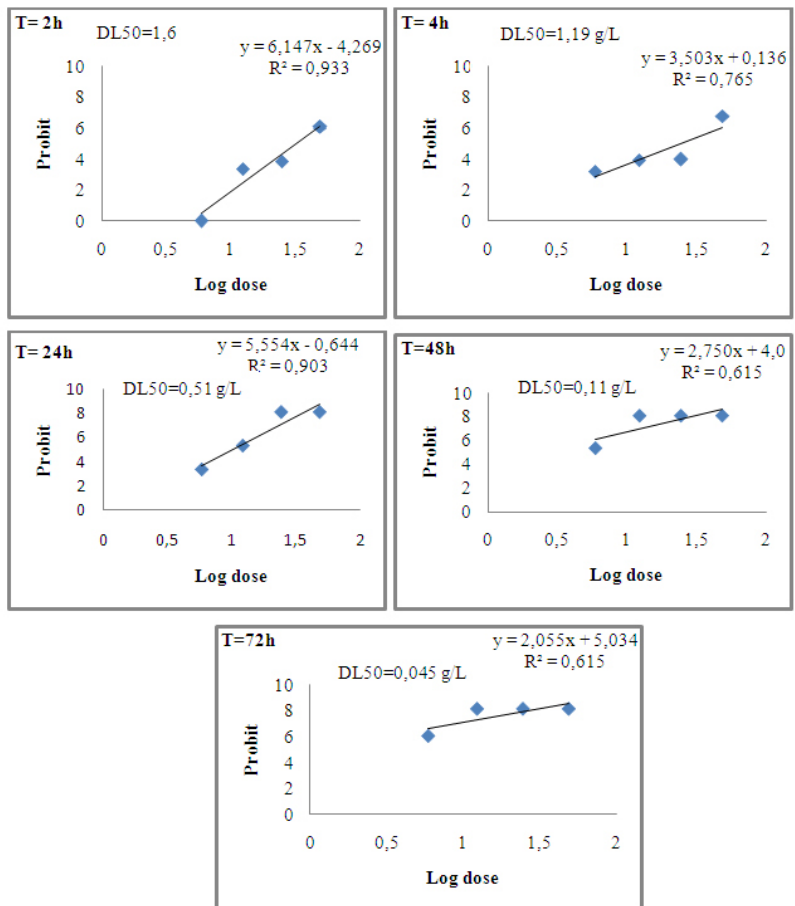 T= 2h
DL50=1,6
y = 6,147x - 4,269
R² = 0,933
10
8
6
4
2
0
Probit
0 0,5 1 1,5 2
Log dose
T= 4h
DL50=1,19 g/L
y = 3,503x + 0,136
R² = 0,765
10
8
6
4
2
0
Probit
0 0,5 1 1,5 2
Log dose
T= 24h
y = 5,554x - 0,644
R² = 0,903
DL50=0,51 g/L
10
8
6
4
2
0
Probit
0 0,5 1 1,5 2
Log dose
T=48h
y = 2,750x + 4,0
R² = 0,615
DL50=0,11 g/L
10
8
6
4
2
0
Probit
0 0,5 1 1,5 2
Log dose
T=72h
y = 2,055x + 5,034
R² = 0,615
DL50=0,045 g/L
10
8
6
4
2
0
Probit
0 0,5 1 1,5 2
Log dose